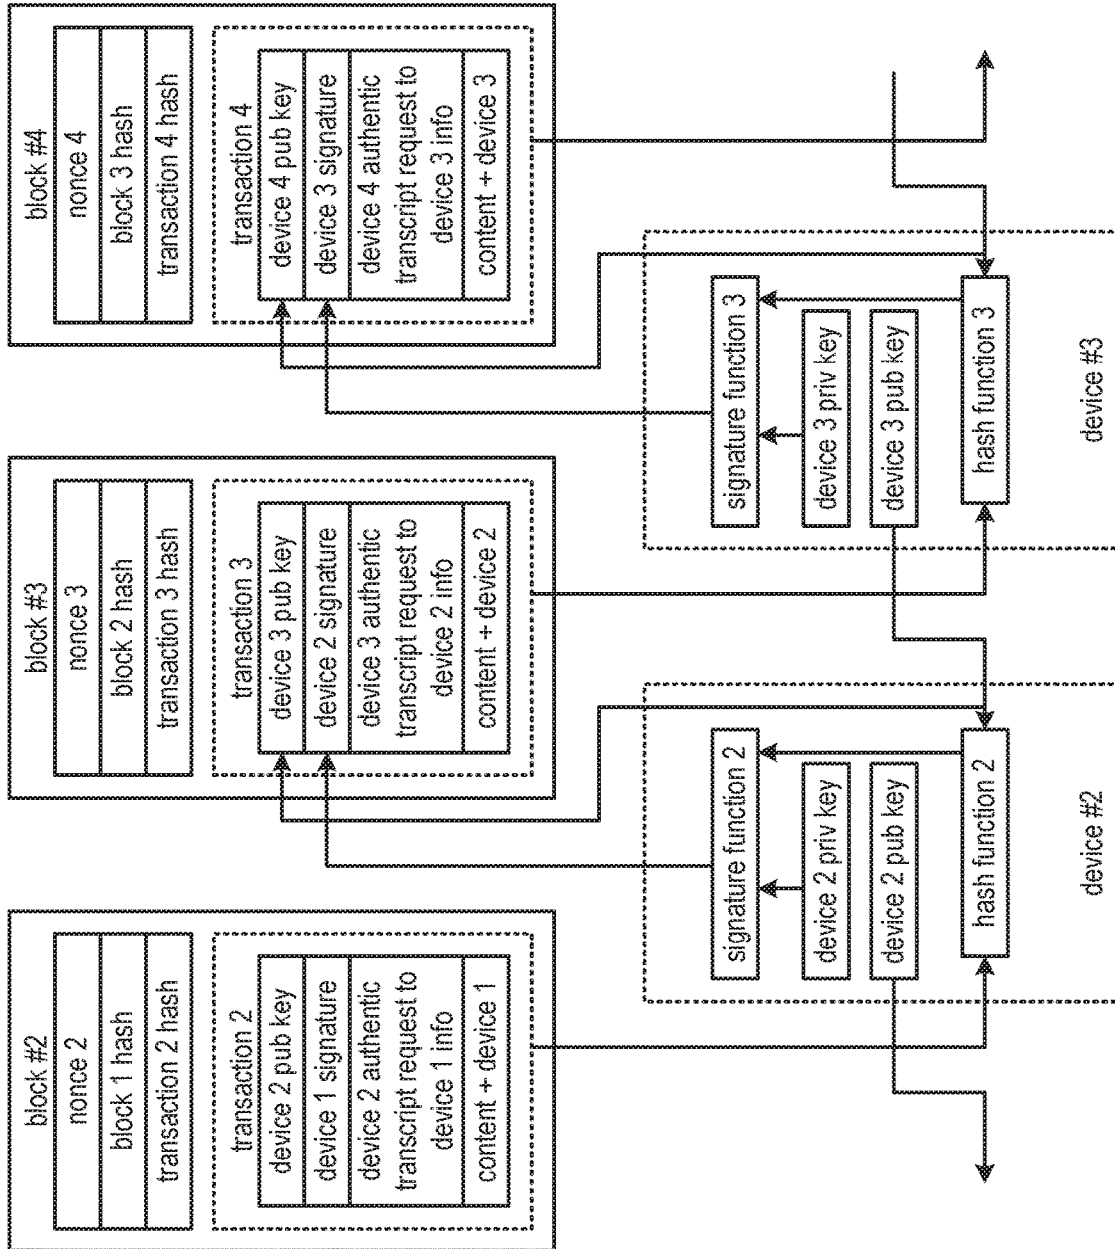 block #2
nonce 2
block 1 hash
transaction 2 hash
transaction 2
device 2 pub key
device 1 signature
device 2 authentic
transcript request to
device 1 info
content + device 1
block #3
nonce 3
block 2 hash
transaction 3 hash
transaction 3
device 3 pub key
device 2 signature
device 3 authentic
transcript request to
device 2 info
content + device 2
block #4
nonce 4
block 3 hash
transaction 4 hash
transaction 4
device 4 pub key
device 3 signature
device 4 authentic
transcript request to
device 3 info
content + device 3
signature function 2
device 2 priv key
device 2 pub key
hash function 2
device #2
signature function 3
device 3 priv key
device 3 pub key
hash function 3
device #3